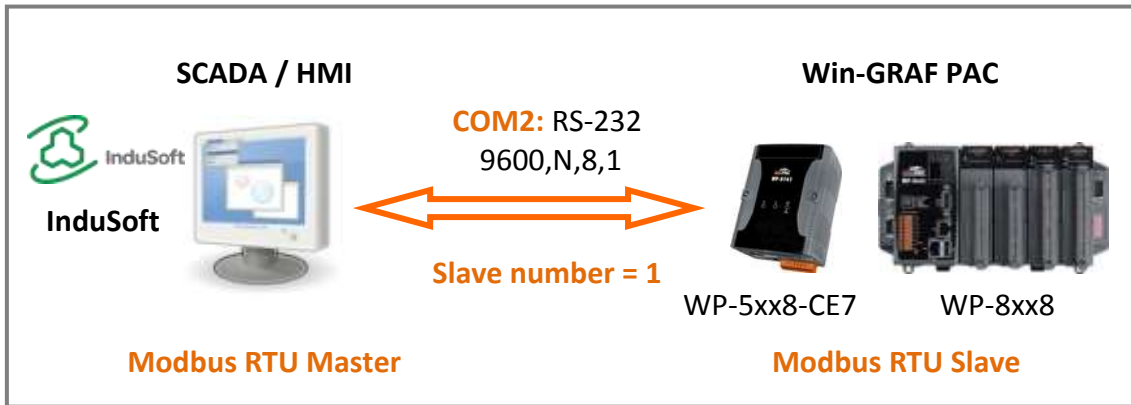 SCADA / HMI
Win-GRAF PAC
COM2: RS-232
9600,N,8,1
InduSoft
InduSoft
Slave number = 1
WP-5xx8-CE7
WP-8xx8
Modbus RTU Master
Modbus RTU Slave